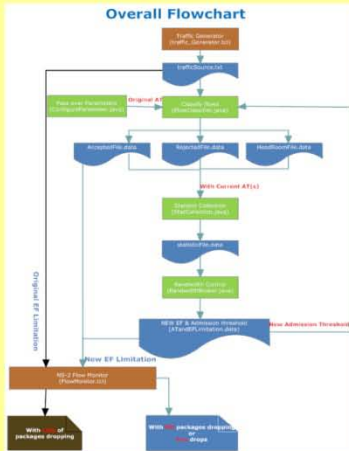 Overall Flowchart
Traffic Generator
(traffic_Generator.tcl)
trafficSource.txt
Pass over Parameters
(ConfigureParameter.java)
Original AT
Classify flows
(FlowClassifier.java)
AcceptedFile.data
RejectedFile.data
HeadRoomFile.data
With Current AT(s)
Statistic Collection
(StatCollection.java)
statisticFile.data
Bandwidth Control
(BandwidthBroker.java)
NEW EF & Admission threshold
(ATandEFLimitation.data)
New Admission Threshold
Original EF Limitation
New EF Limitation
NS-2 Flow Monitor
(FlowMonitor.tcl)
With of
packages dropping
With packages dropping
or
drops